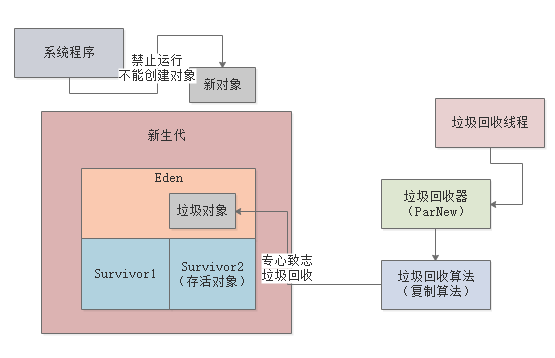 系统程序
禁止运行
不能创建对象
新对象
新生代
垃圾回收线程
Eden
垃圾对象
垃圾回收器
（ParNew）
Survivor1
Survivor2
（存活对象）
专心致志
垃圾回收
垃圾回收算法
（复制算法）